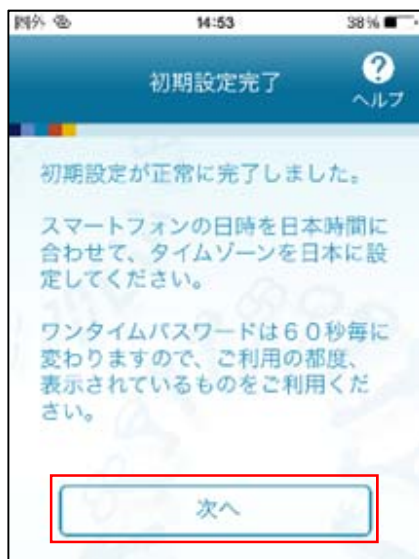 圏外 14:53 38%
初期設定完了
?
ヘルプ
初期設定が正常に完了しました。
スマートフォンの日時を日本時間に
合わせて、タイムゾーンを日本に設
定してください。
ワンタイムパスワードは６０秒毎に
変わりますので、ご利用の都度、
表示されているものをご利用くだ
さい。
次へ